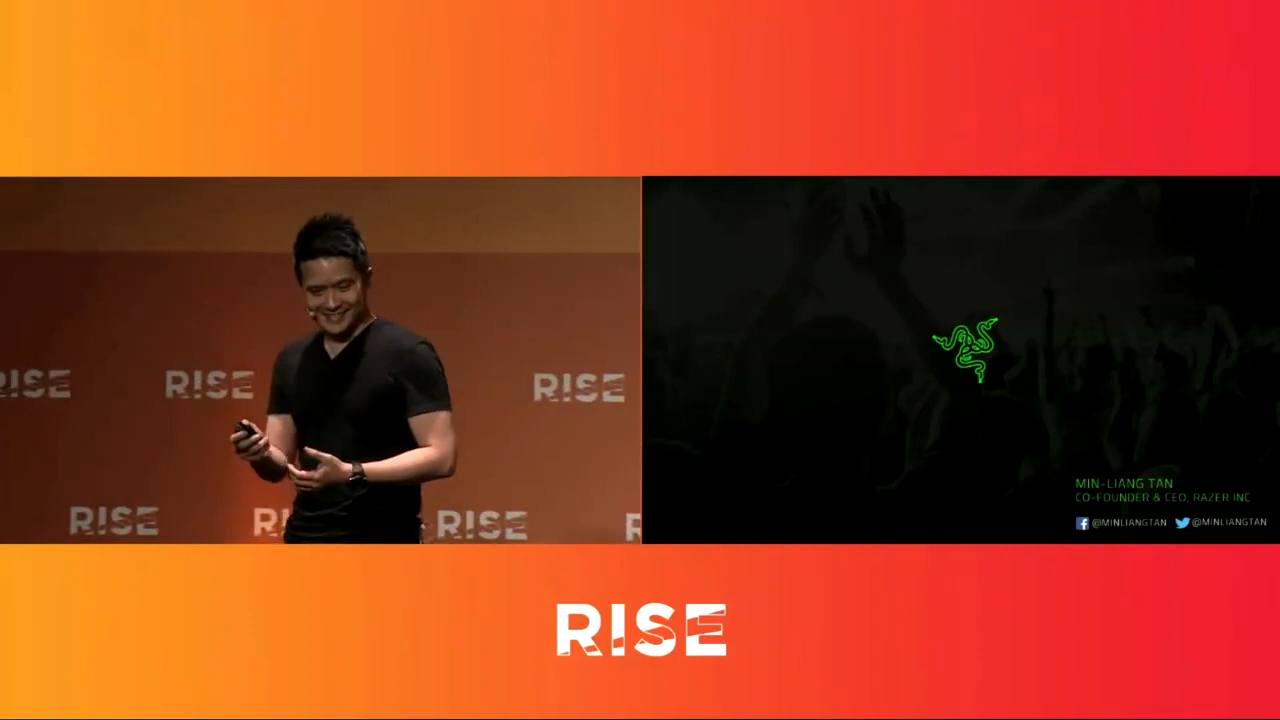 RISE
RISE
RISE
RISE
RISE
MIN-LIANG TAN
CO-FOUNDER & CEO, RAZER INC
@MINLIANGTAN @MINLIANGTAN
RISE